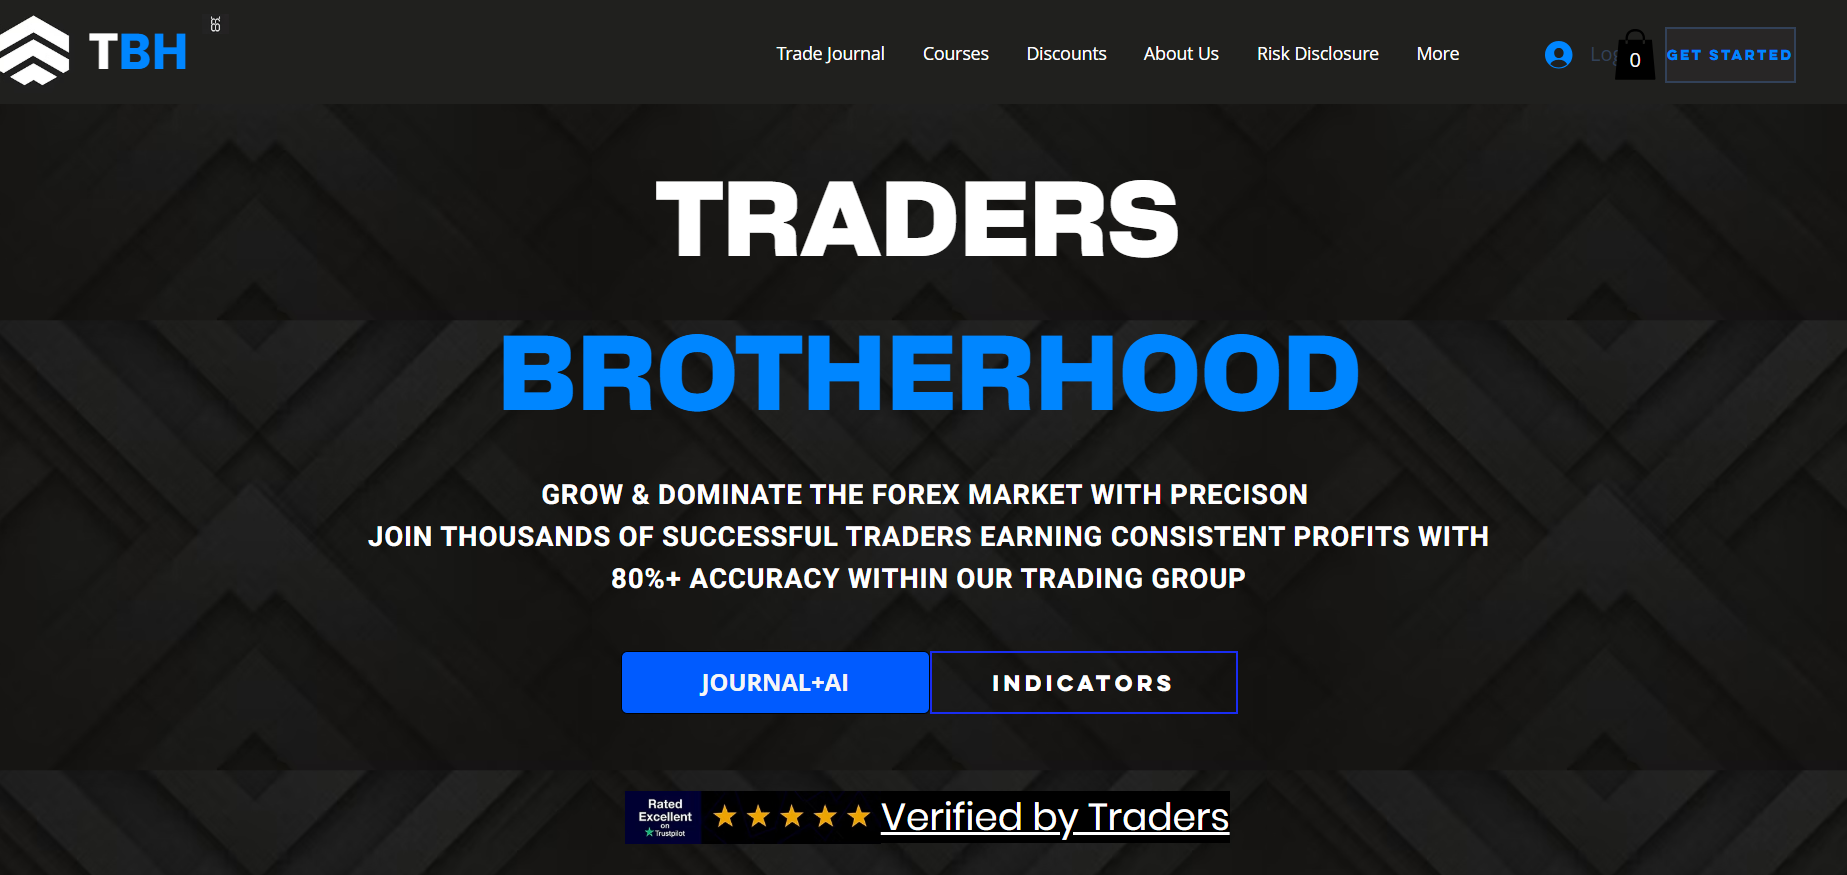 TBH
Trade Journal Courses Discounts About Us Risk Disclosure More
0
GET STARTED
TRADERS
BROTHERHOOD
GROW & DOMINATE THE FOREX MARKET WITH PRECISON
JOIN THOUSANDS OF SUCCESSFUL TRADERS EARNING CONSISTENT PROFITS WITH
80%+ ACCURACY WITHIN OUR TRADING GROUP
JOURNAL+AI
INDICATORS
Rated
Excellent
on
Trustpilot
Verified by Traders